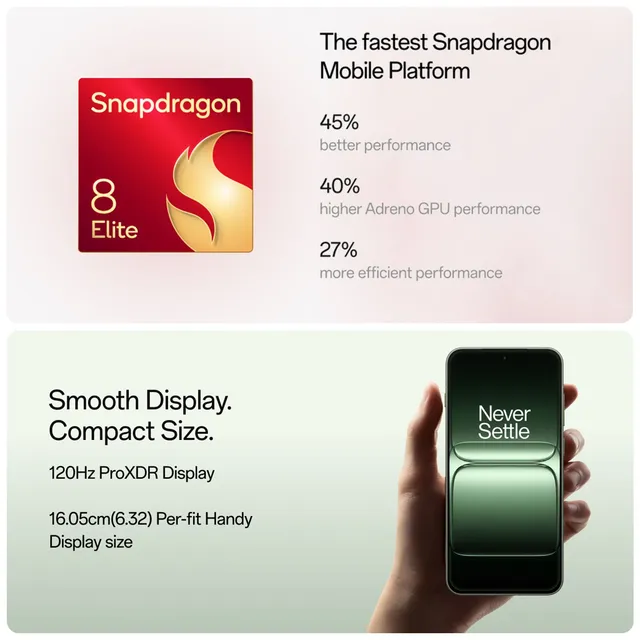 Snapdragon
8
Elite
The fastest Snapdragon
Mobile Platform
45%
better performance
40%
higher Adreno GPU performance
27%
more efficient performance
Smooth Display.
Compact Size.
120Hz ProXDR Display
16.05cm(6.32) Per-fit Handy
Display size
Never
Settle